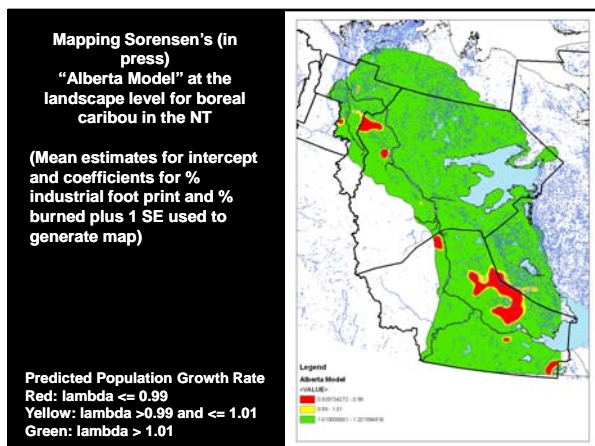 Mapping Sorensen's (in
press)
“Alberta Model” at the
landscape level for boreal
caribou in the NT
(Mean estimates for intercept
and coefficients for %
industrial foot print and %
burned plus 1 SE used to
generate map)
Predicted Population Growth Rate
Red: lambda <= 0.99
Yellow: lambda >0.99 and <= 1.01
Green: lambda > 1.01
Legend
Alberta Model
<VALUE>
0.99 - 1.01